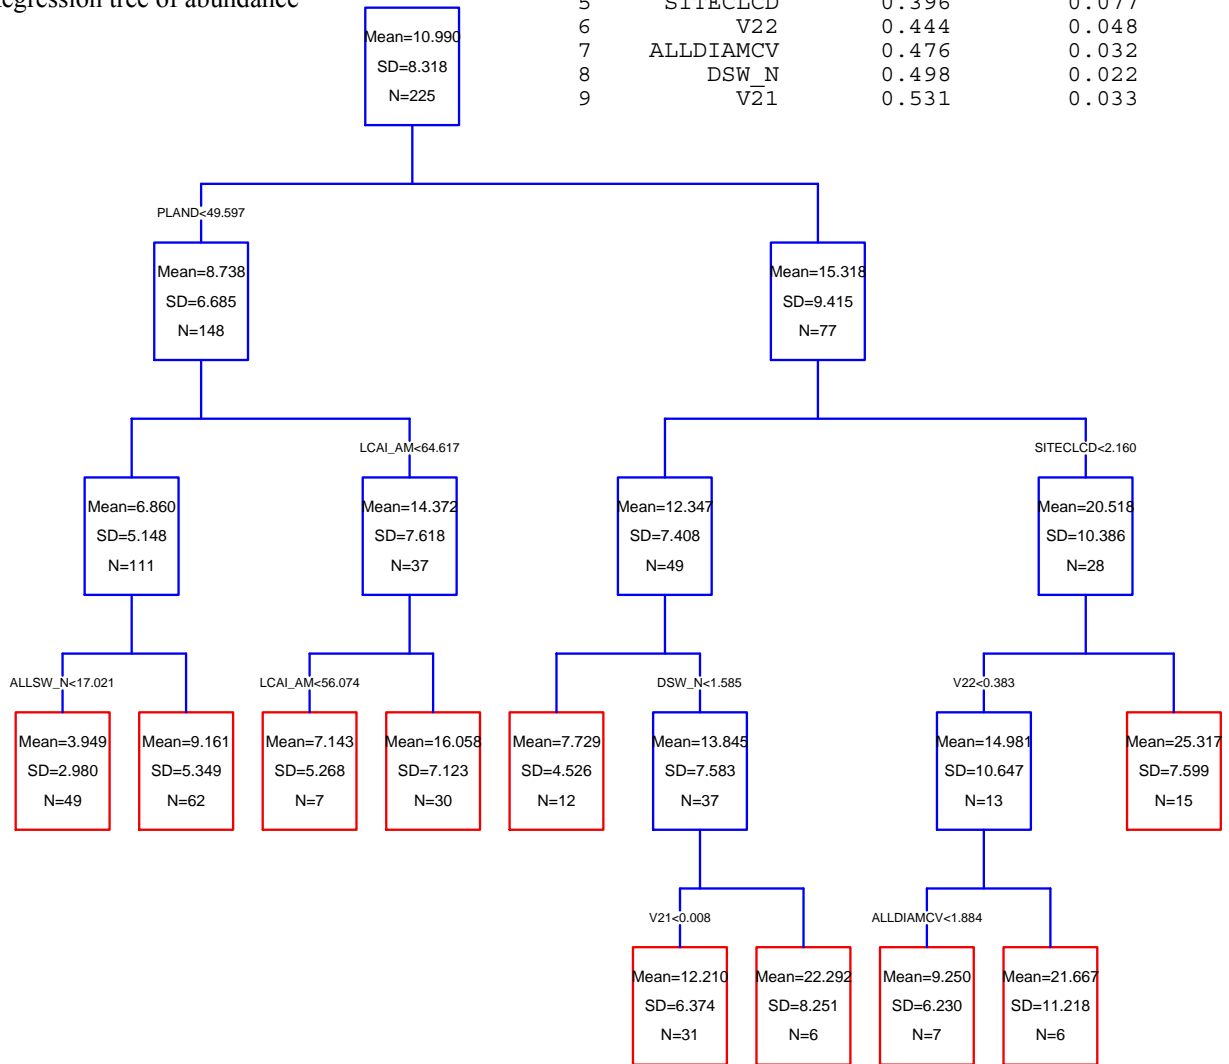 egression tree of abundance
5 SITECLCD 0.396 0.077
6 V22 0.444 0.048
7 ALLDIAMCV 0.476 0.032
8 DSW_N 0.498 0.022
9 V21 0.531 0.033
Mean=10.990
SD=8.318
N=225
PLAND<49.597
Mean=8.738
SD=6.685
N=148
Mean=15.318
SD=9.415
N=77
LCAI_AM<64.617
SITECLCD<2.160
Mean=6.860
SD=5.148
N=111
Mean=14.372
SD=7.618
N=37
Mean=12.347
SD=7.408
N=49
Mean=20.518
SD=10.386
N=28
ALLSW_N<17.021
LCAI_AM<56.074
DSW_N<1.585
V22<0.383
Mean=3.949
SD=2.980
N=49
Mean=9.161
SD=5.349
N=62
Mean=7.143
SD=5.268
N=7
Mean=16.058
SD=7.123
N=30
Mean=7.729
SD=4.526
N=12
Mean=13.845
SD=7.583
N=37
Mean=14.981
SD=10.647
N=13
Mean=25.317
SD=7.599
N=15
V21<0.008
ALLDIAMCV<1.884
Mean=12.210
SD=6.374
N=31
Mean=22.292
SD=8.251
N=6
Mean=9.250
SD=6.230
N=7
Mean=21.667
SD=11.218
N=6